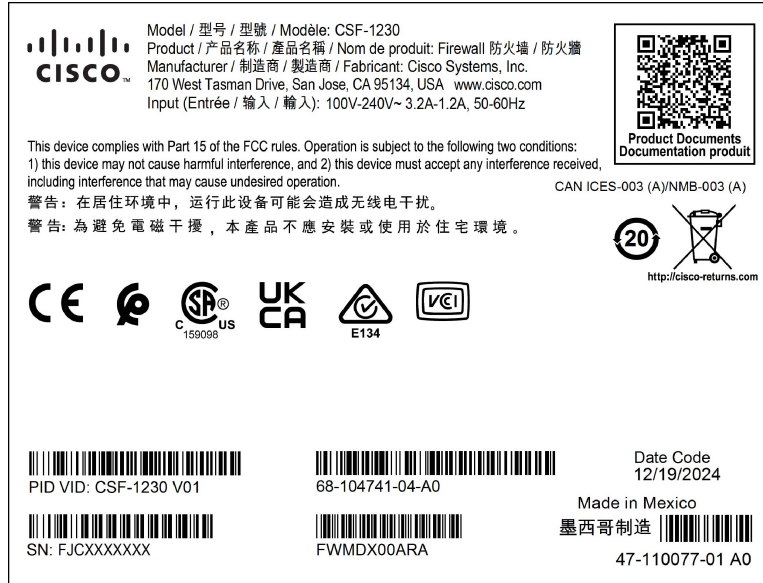 CISCO™
Model / 型号 / 型號 / Modèle: CSF-1230
Product / 产品名称 / 產品名稱 / Nom de produit: Firewall 防火墙 / 防火牆
Manufacturer / 制造商 / 製造商 / Fabricant: Cisco Systems, Inc.
170 West Tasman Drive, San Jose, CA 95134, USA www.cisco.com
Input (Entrée / 输入 / 輸入): 100V-240V~ 3.2A-1.2A, 50-60Hz
Product Documents
Documentation produit
This device complies with Part 15 of the FCC rules. Operation is subject to the following two conditions:
1) this device may not cause harmful interference, and 2) this device must accept any interference received,
including interference that may cause undesired operation.
CAN ICES-003 (A)/NMB-003 (A)
警告: 在居住环境中, 运行此设备可能会造成无线电干扰。
警告: 為避免電磁干擾, 本產品不應安裝或使用於住宅環境。
20
http://cisco-returns.com
CE
C SA ® US
159098
UK
CA
E134
VCCI
PID VID: CSF-1230 V01
68-104741-04-A0
Date Code
12/19/2024
SN: FJCXXXXXXX
FWMDX00ARA
Made in Mexico
墨西哥制造
47-110077-01 A0